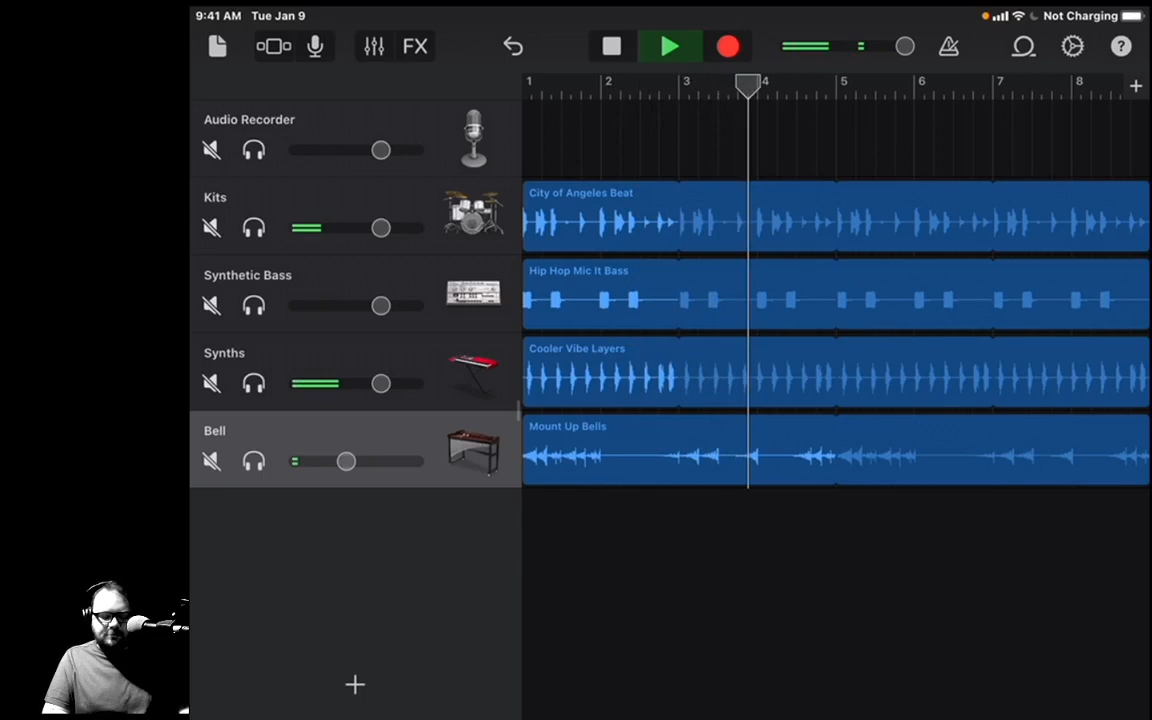 9:41 AM Tue Jan 9
Not Charging
FX
1 2 3 4 5 6 7 8
Audio Recorder
Kits
City of Angeles Beat
Synthetic Bass
Hip Hop Mic It Bass
Synths
Cooler Vibe Layers
Bell
Mount Up Bells